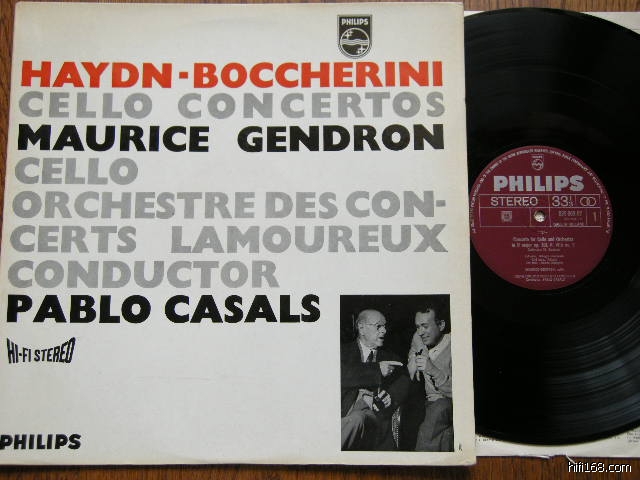 PHILIPS
HAYDN-BOCCHERINI
CELLO CONCERTOS
MAURICE GENDRON
CELLO
ORCHESTRE DES CON-
CERTS LAMOUREUX
CONDUCTOR
PABLO CASALS
HI-FI STEREO
PHILIPS
PHILIPS
STEREO 33⅓
1
Concerto for Cello and Orchestra
hifi168.com